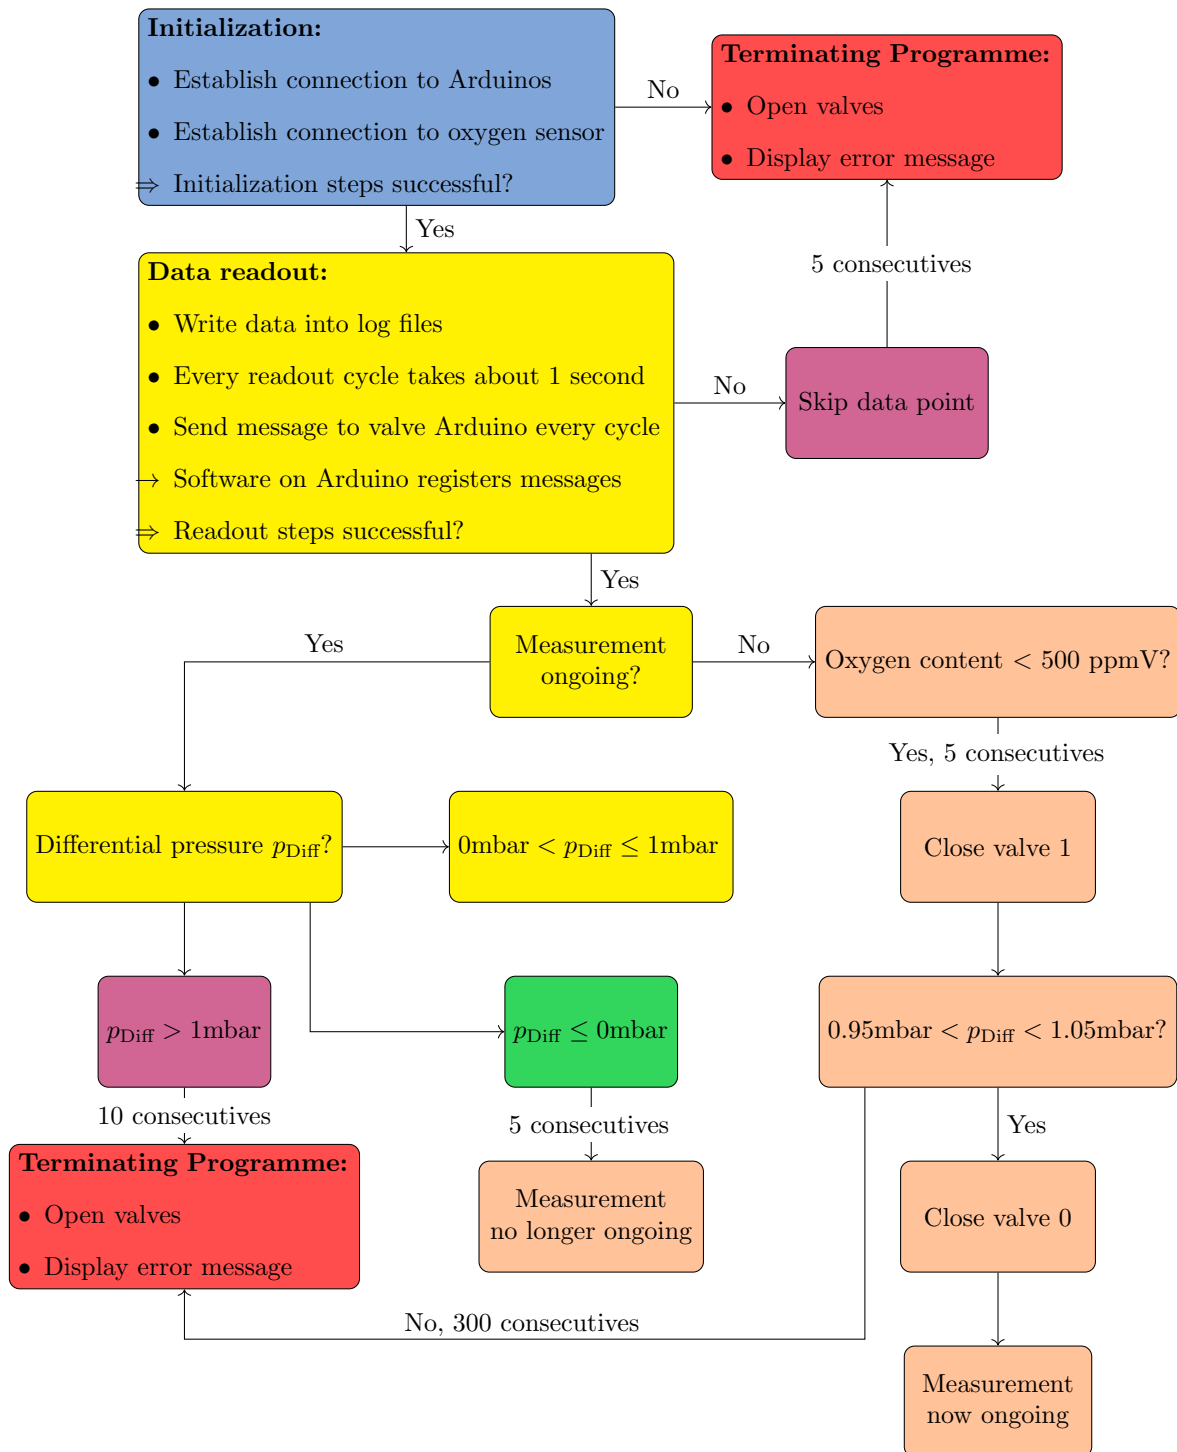 Initialization:
• Establish connection to Arduinos
• Establish connection to oxygen sensor
⇒ Initialization steps successful?
No
Terminating Programme:
• Open valves
• Display error message
Yes
5 consecutives
Data readout:
• Write data into log files
• Every readout cycle takes about 1 second
• Send message to valve Arduino every cycle
→ Software on Arduino registers messages
⇒ Readout steps successful?
No
Skip data point
Yes
Measurement
ongoing?
Yes
No
Oxygen content < 500 ppmV?
Yes, 5 consecutives
Differential pressure p_Diff?
0mbar < p_Diff ≤ 1mbar
Close valve 1
p_Diff > 1mbar
p_Diff ≤ 0mbar
0.95mbar < p_Diff < 1.05mbar?
10 consecutives
5 consecutives
Yes
Terminating Programme:
• Open valves
• Display error message
Measurement
no longer ongoing
Close valve 0
No, 300 consecutives
Measurement
now ongoing